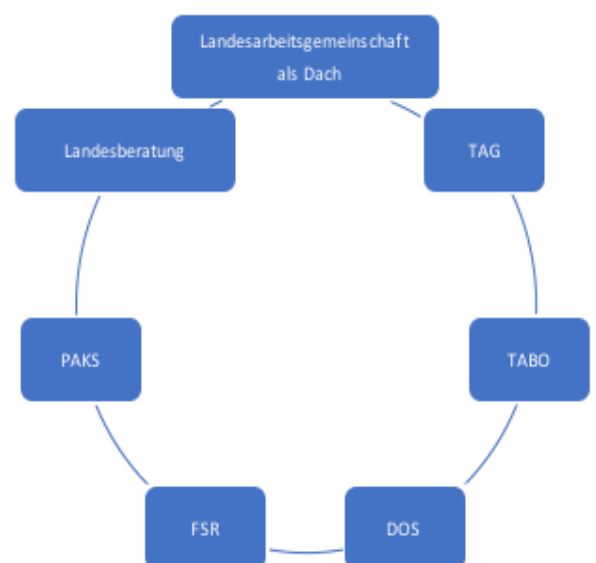 Landesarbeitsgemeinschaft
als Dach
Landesberatung
TAG
PAKS
TABO
FSR
DOS